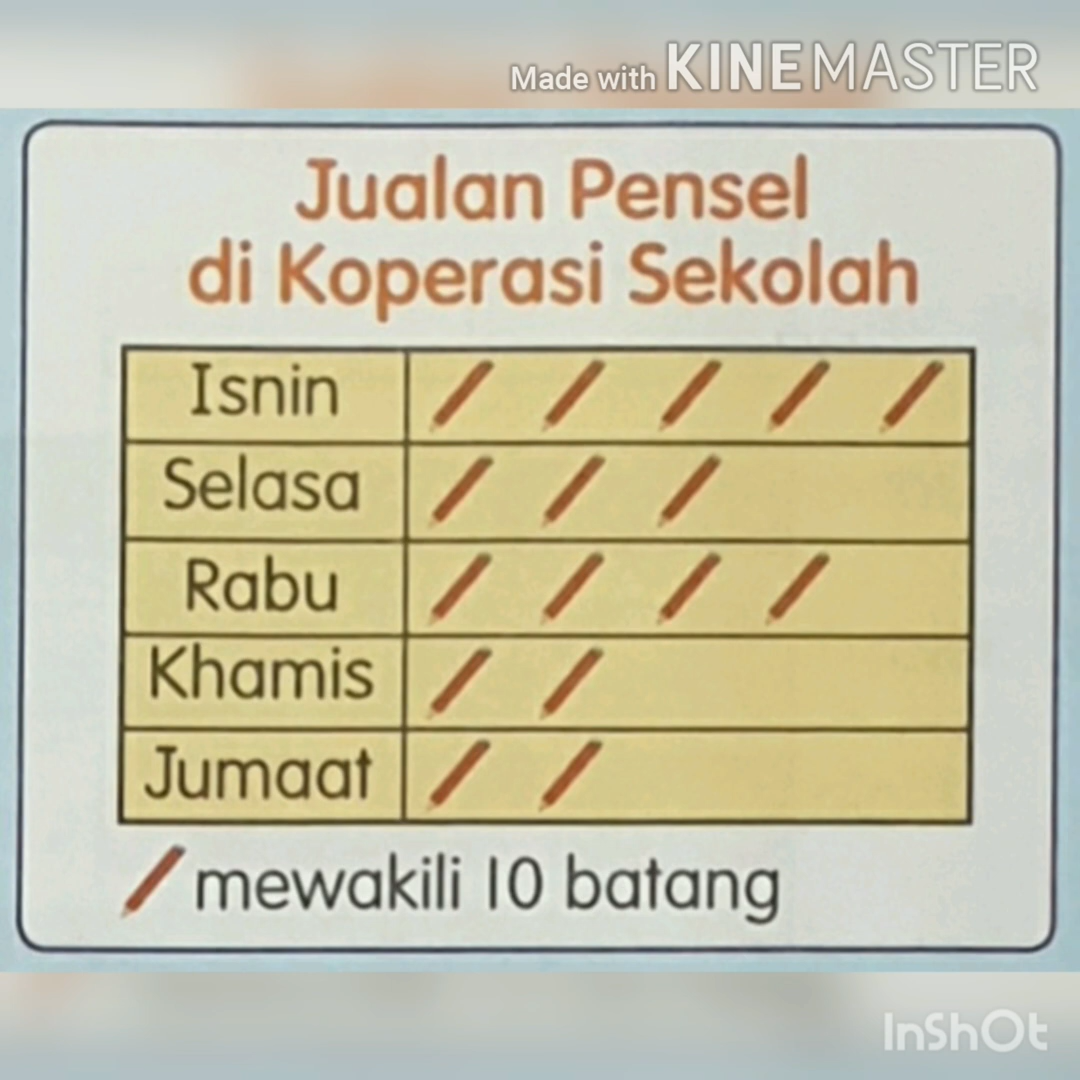 Made with KINEMASTER
Jualan Pensel
di Koperasi Sekolah
Isnin
Selasa
Rabu
Khamis
Jumaat
mewakili 10 batang
InShOt